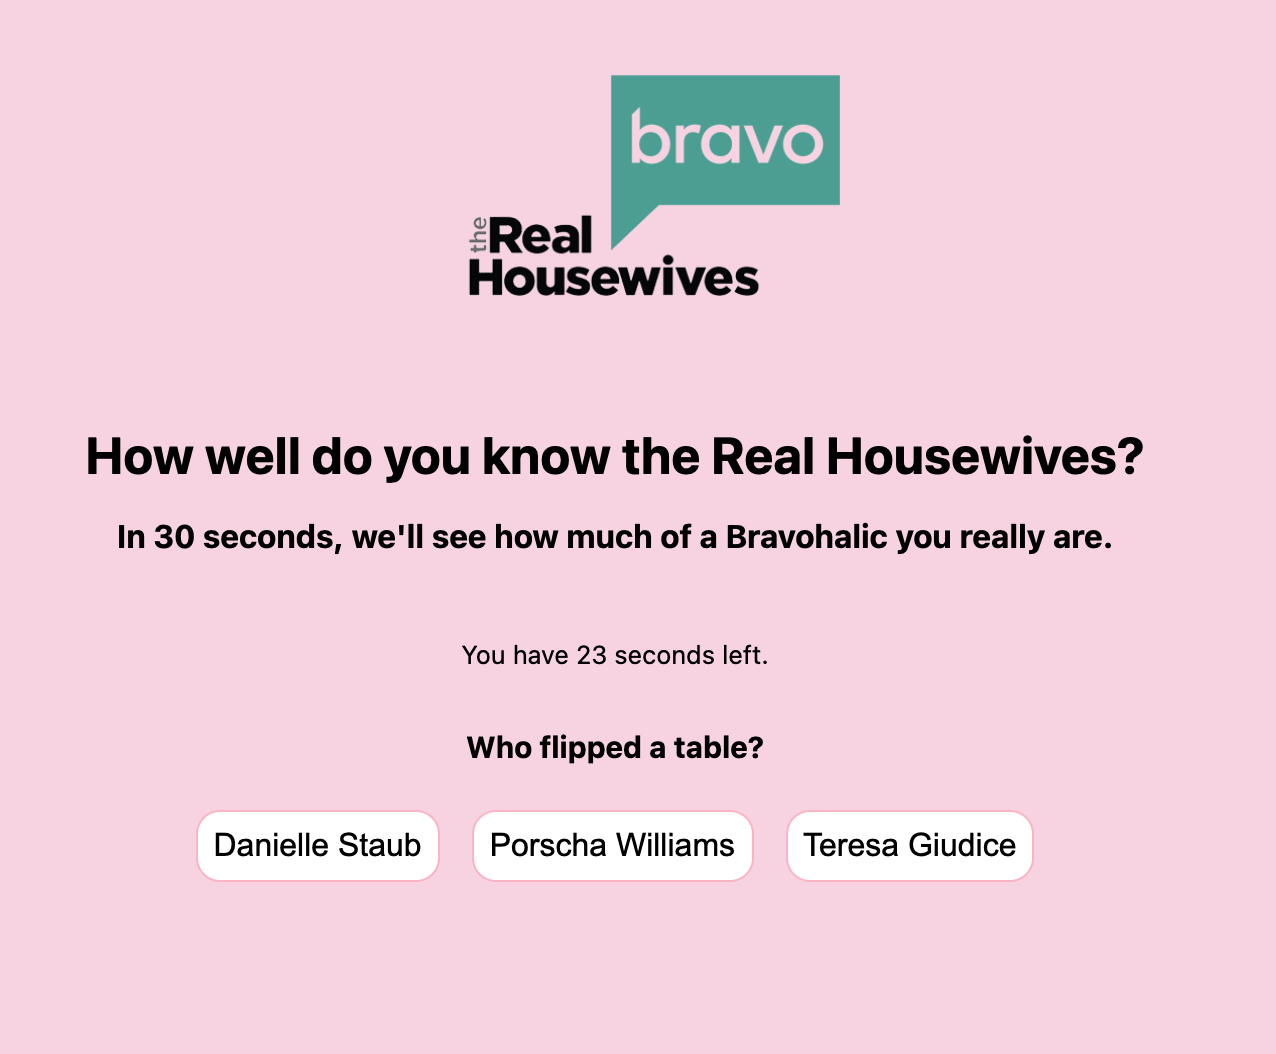 bravo
the Real
Housewives
How well do you know the Real Housewives?
In 30 seconds, we'll see how much of a Bravohalic you really are.
You have 23 seconds left.
Who flipped a table?
Danielle Staub
Porscha Williams
Teresa Giudice